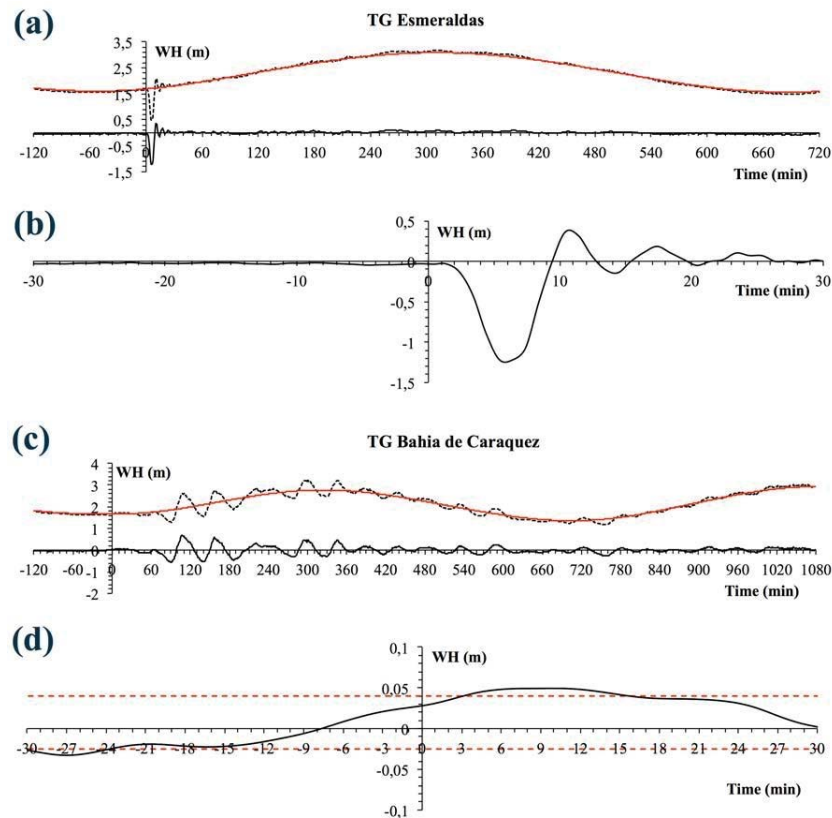 (a)
TG Esmeraldas
WH (m)
3,5
2,5
1,5
0,5
-0,5
-1,5
-120 -60 0 60 120 180 240 300 360 420 480 540 600 660 720
Time (min)
(b)
0,5
WH (m)
0
-30 -20 -10 0 10 20 30
Time (min)
-0,5
-1
-1,5
(c)
TG Bahia de Caraquez
WH (m)
4
3
2
1
0
-120 -60 0 60 120 180 240 300 360 420 480 540 600 660 720 780 840 900 960 1020 1080
-1
-2
Time (min)
(d)
0,1
WH (m)
0,05
0
-30 -27 -24 -21 -18 -15 -12 -9 -6 -3 0 3 6 9 12 15 18 21 24 27 30
-0,05
Time (min)
-0,1